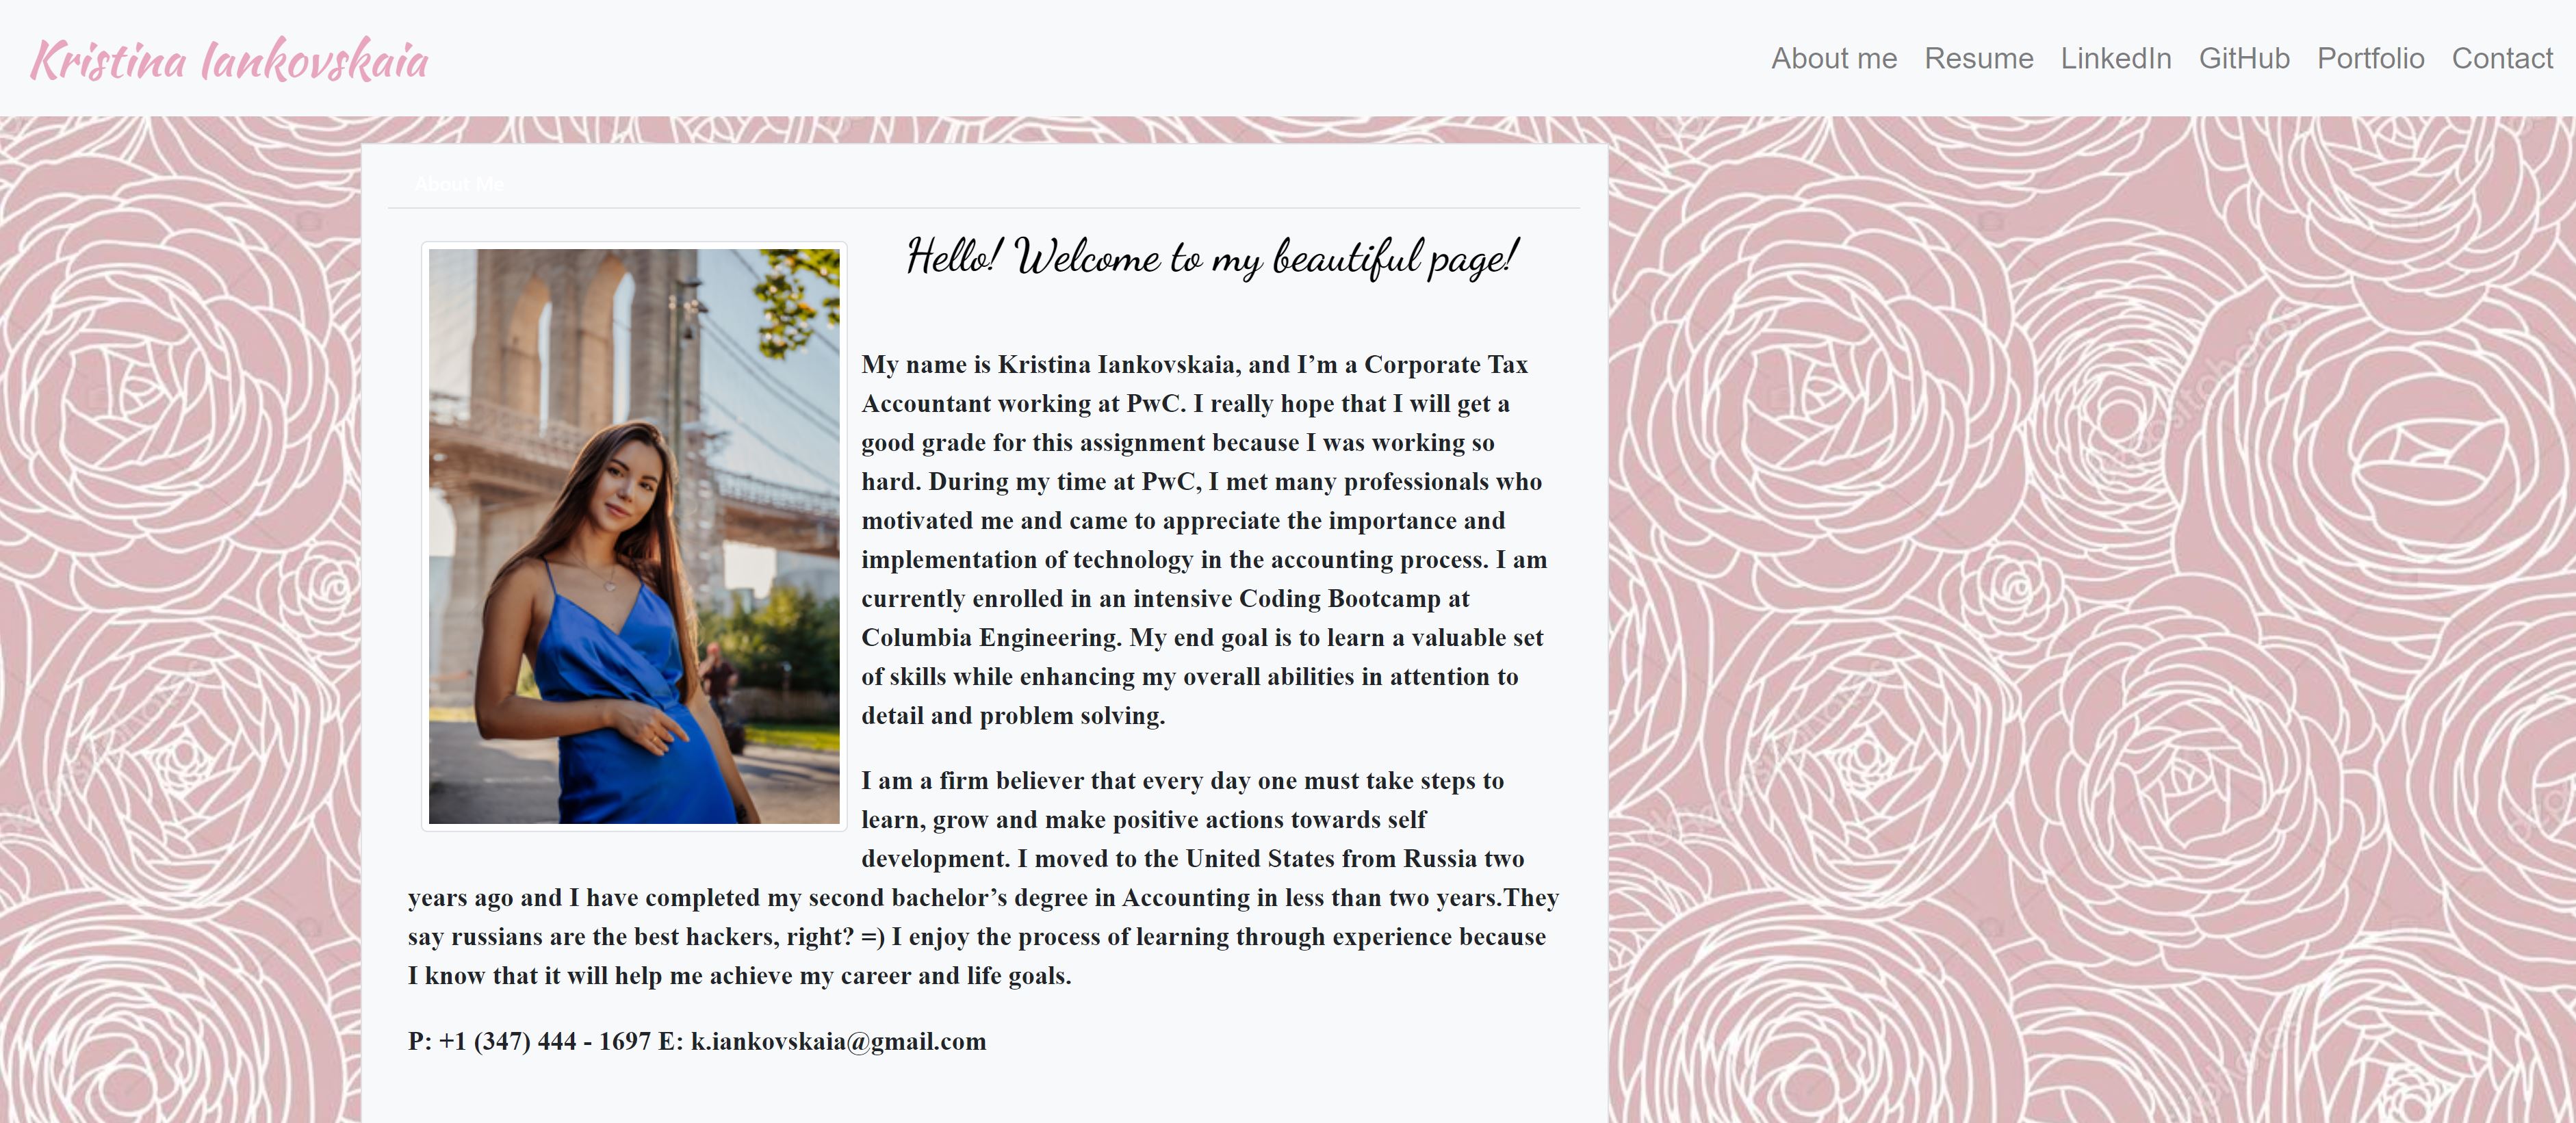 Kristina Iankovskaia
About me Resume LinkedIn GitHub Portfolio Contact
About Me
Hello! Welcome to my beautiful page!
My name is Kristina Iankovskaia, and I’m a Corporate Tax
Accountant working at PwC. I really hope that I will get a
good grade for this assignment because I was working so
hard. During my time at PwC, I met many professionals who
motivated me and came to appreciate the importance and
implementation of technology in the accounting process. I am
currently enrolled in an intensive Coding Bootcamp at
Columbia Engineering. My end goal is to learn a valuable set
of skills while enhancing my overall abilities in attention to
detail and problem solving.
I am a firm believer that every day one must take steps to
learn, grow and make positive actions towards self
development. I moved to the United States from Russia two
years ago and I have completed my second bachelor’s degree in Accounting in less than two years.They
say russians are the best hackers, right? =) I enjoy the process of learning through experience because
I know that it will help me achieve my career and life goals.
P: +1 (347) 444 - 1697 E: k.iankovskaia@gmail.com